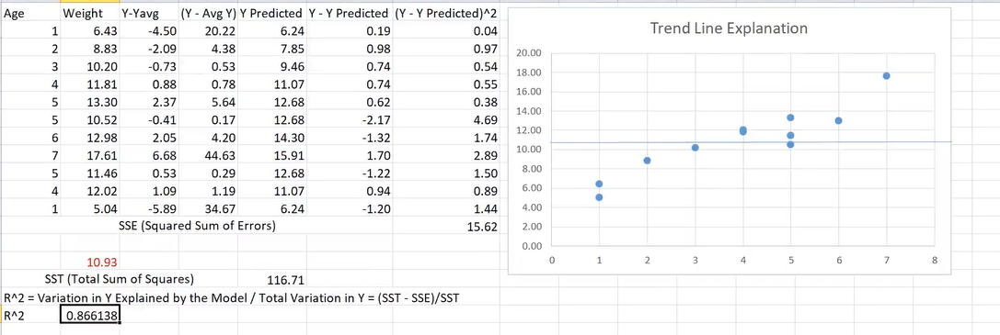 Age Weight Y-Yavg (Y - Avg Y) Y Predicted Y - Y Predicted (Y - Y Predicted)^2
1 6.43 -4.50 20.22 6.24 0.19 0.04
2 8.83 -2.09 4.38 7.85 0.98 0.97
3 10.20 -0.73 0.53 9.46 0.74 0.54
4 11.81 0.88 0.78 11.07 0.74 0.55
5 13.30 2.37 5.64 12.68 0.62 0.38
5 10.52 -0.41 0.17 12.68 -2.17 4.69
6 12.98 2.05 4.20 14.30 -1.32 1.74
7 17.61 6.68 44.63 15.91 1.70 2.89
5 11.46 0.53 0.29 12.68 -1.22 1.50
4 12.02 1.09 1.19 11.07 0.94 0.89
1 5.04 -5.89 34.67 6.24 -1.20 1.44
SSE (Squared Sum of Errors) 15.62
10.93
SST (Total Sum of Squares) 116.71
R^2 = Variation in Y Explained by the Model / Total Variation in Y = (SST - SSE)/SST
R^2 0.866138
Trend Line Explanation
20.00
18.00
16.00
14.00
12.00
10.00
8.00
6.00
4.00
2.00
0.00
0 1 2 3 4 5 6 7 8